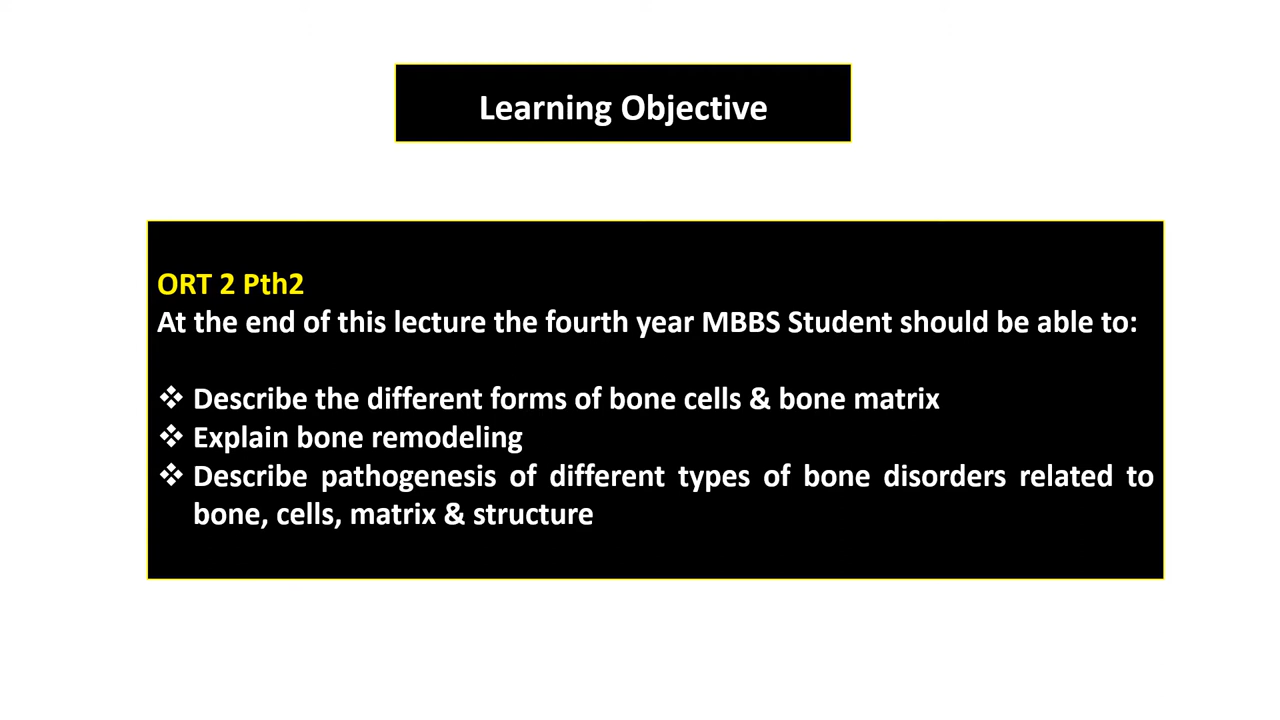 Learning Objective
ORT 2 Pth2
At the end of this lecture the fourth year MBBS Student should be able to:
❖ Describe the different forms of bone cells & bone matrix
❖ Explain bone remodeling
❖ Describe pathogenesis of different types of bone disorders related to
bone, cells, matrix & structure